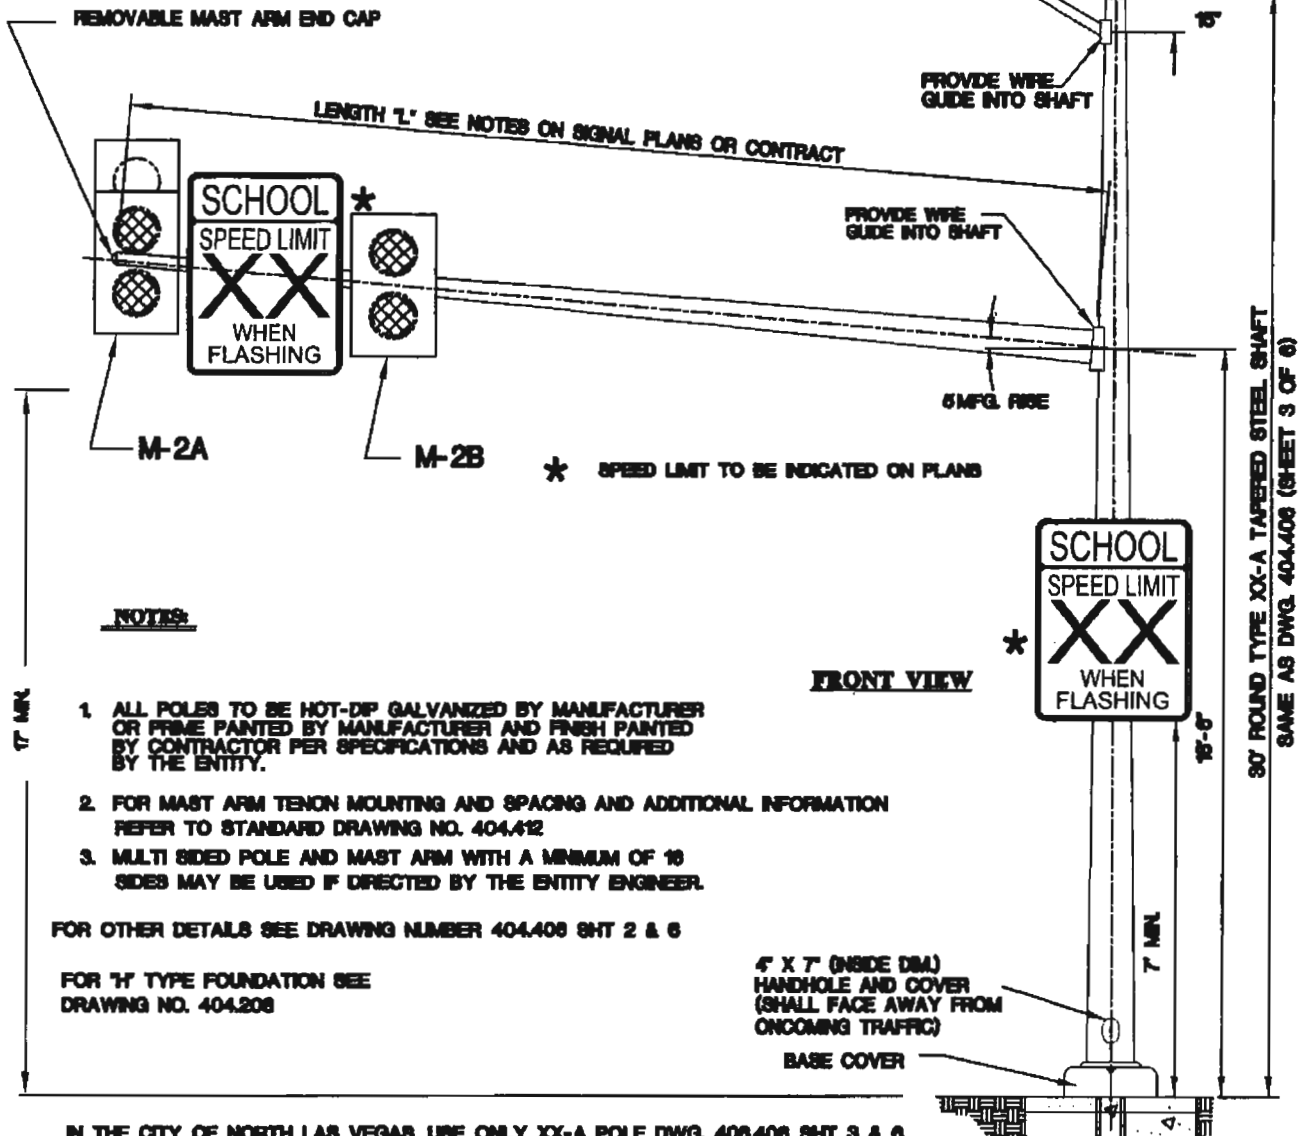 REMOVABLE MAST ARM END CAP
15"
PROVIDE WIRE
GUIDE INTO SHAFT
LENGTH "L" SEE NOTES ON SIGNAL PLANS OR CONTRACT
SCHOOL
SPEED LIMIT
XX
WHEN
FLASHING
*
PROVIDE WIRE
GUIDE INTO SHAFT
MFG. RISE
M-2A
M-2B
* SPEED LIMIT TO BE INDICATED ON PLANS
30' ROUND TYPE XX-A TAPERED STEEL SHAFT
SAME AS DWG. 404.406 (SHEET 3 OF 6)
SCHOOL
SPEED LIMIT
XX
WHEN
FLASHING
*
NOTES:
FRONT VIEW
17' MIN.
1. ALL POLES TO BE HOT-DIP GALVANIZED BY MANUFACTURER
OR PRIME PAINTED BY MANUFACTURER AND FINISH PAINTED
BY CONTRACTOR PER SPECIFICATIONS AND AS REQUIRED
BY THE ENTITY.
2. FOR MAST ARM TENON MOUNTING AND SPACING AND ADDITIONAL INFORMATION
REFER TO STANDARD DRAWING NO. 404.412
3. MULTI SIDED POLE AND MAST ARM WITH A MINIMUM OF
SIDES MAY BE USED IF DIRECTED BY THE ENTITY ENGINEER.
FOR OTHER DETAILS SEE DRAWING NUMBER 404.406 SHT 2 & 6
FOR "H" TYPE FOUNDATION SEE
DRAWING NO. 404.206
7' MIN.
4" X 7" (INSIDE DIM.)
HANDHOLE AND COVER
(SHALL FACE AWAY FROM
ONCOMING TRAFFIC)
BASE COVER
IN THE CITY OF NORTH LAS VEGAS, USE ONLY XX-A POLE DWG. 406.406 SHT 3 & 6